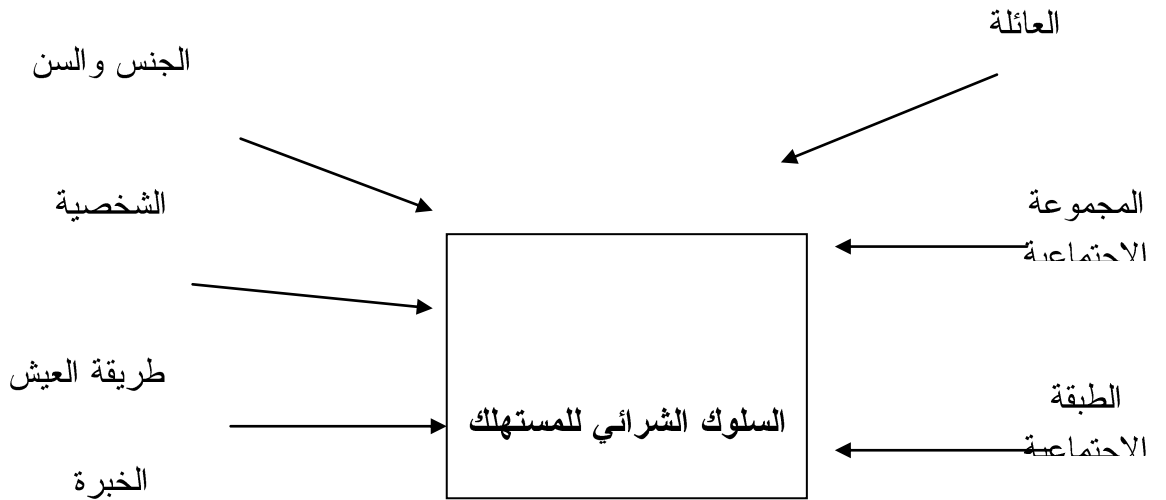 العائلة
الجنس والسن
المجموعة
الاجتماعية
الشخصية
طريقة العيش
الطبقة
الاجتماعية
السلوك الشرائي للمستهلك
الخبرة